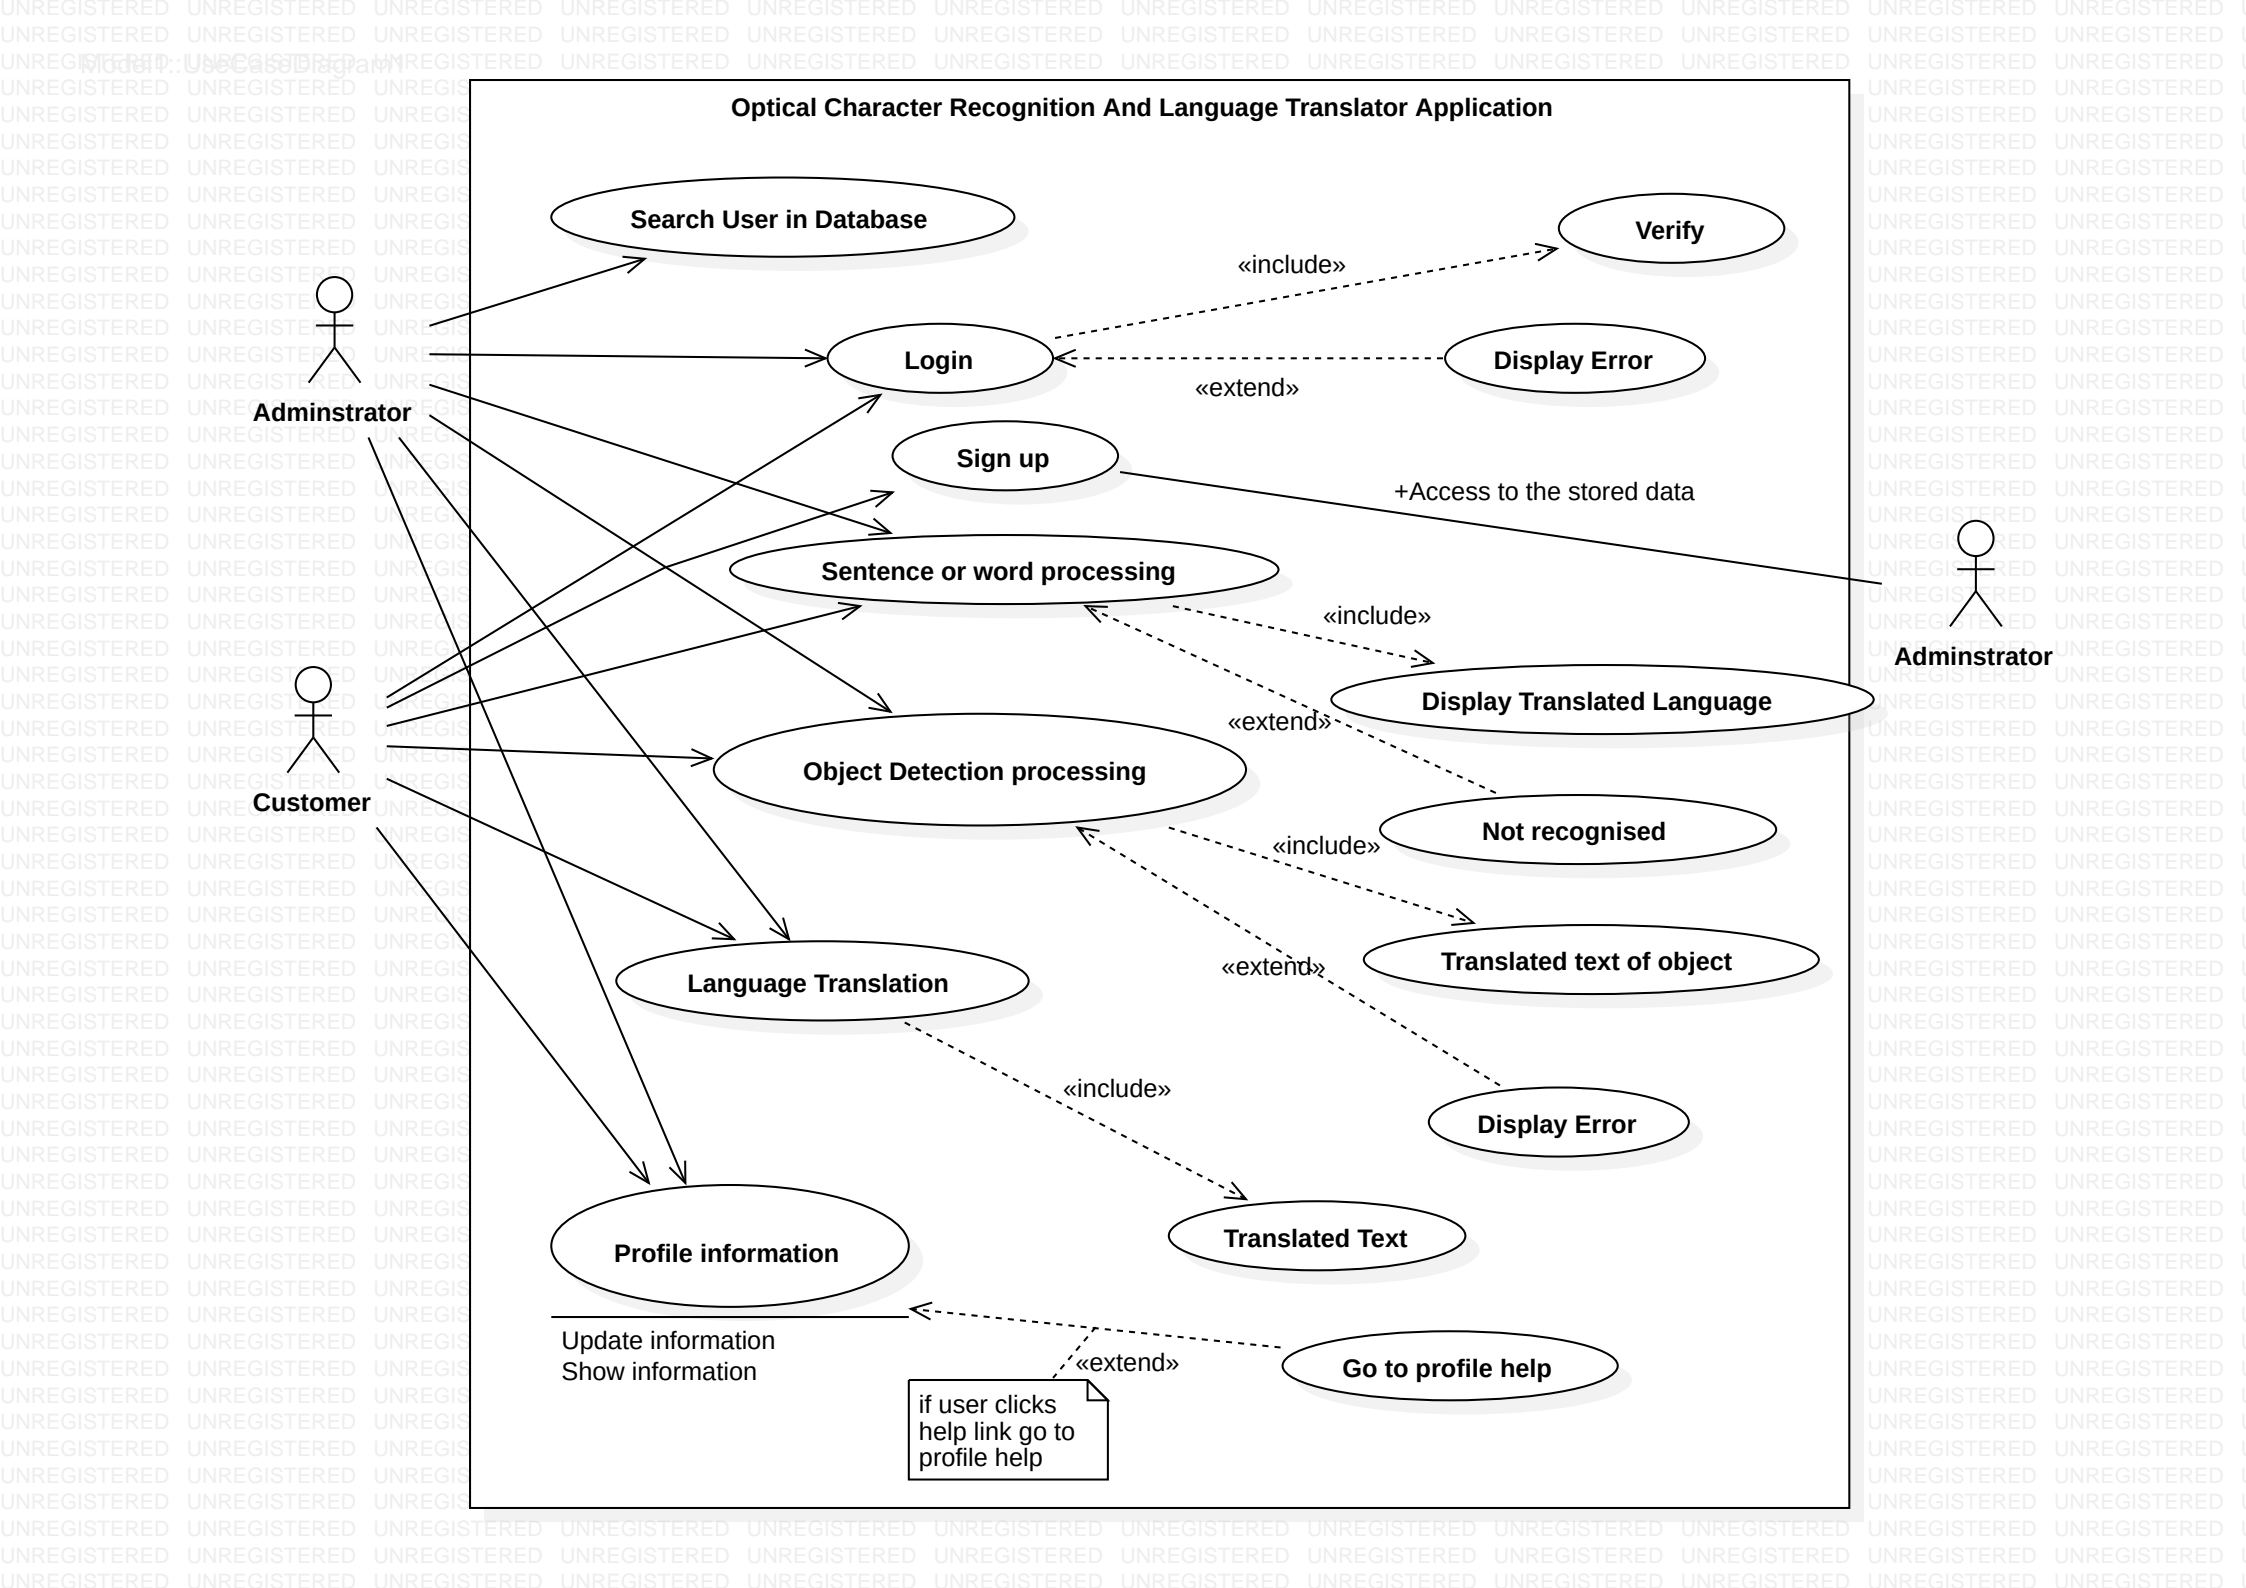 Model1::UseCaseDiagram1
Optical Character Recognition And Language Translator Application
Search User in Database
Verify
«include»
Login
Display Error
«extend»
Adminstrator
Sign up
+Access to the stored data
Sentence or word processing
«include»
Adminstrator
Display Translated Language
«extend»
Object Detection processing
Customer
Not recognised
«include»
Translated text of object
«extend»
Language Translation
«include»
Display Error
Translated Text
Profile information
Update information
Show information
«extend»
Go to profile help
if user clicks
help link go to
profile help
UNREGISTERED